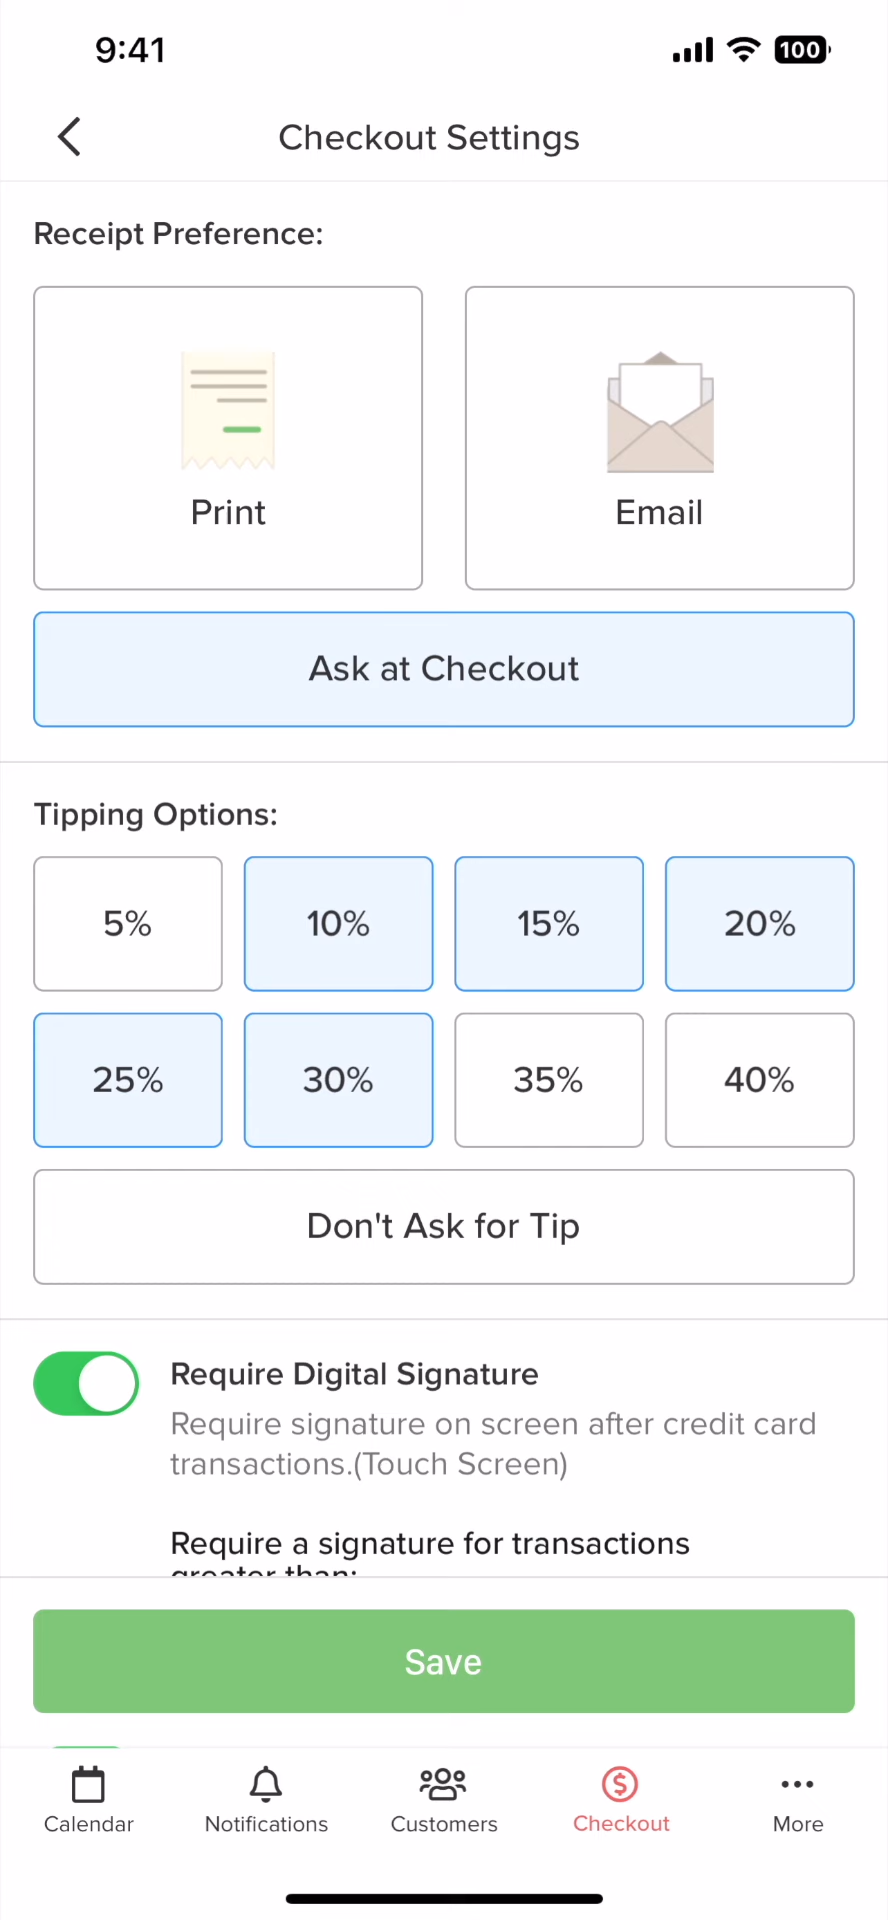 9:41
100
Checkout Settings
Receipt Preference:
Print
Email
Ask at Checkout
Tipping Options:
5%
10%
15%
20%
25%
30%
35%
40%
Don't Ask for Tip
Require Digital Signature
Require signature on screen after credit card
transactions.(Touch Screen)
Require a signature for transactions
greater than:
Save
Calendar
Notifications
Customers
Checkout
More